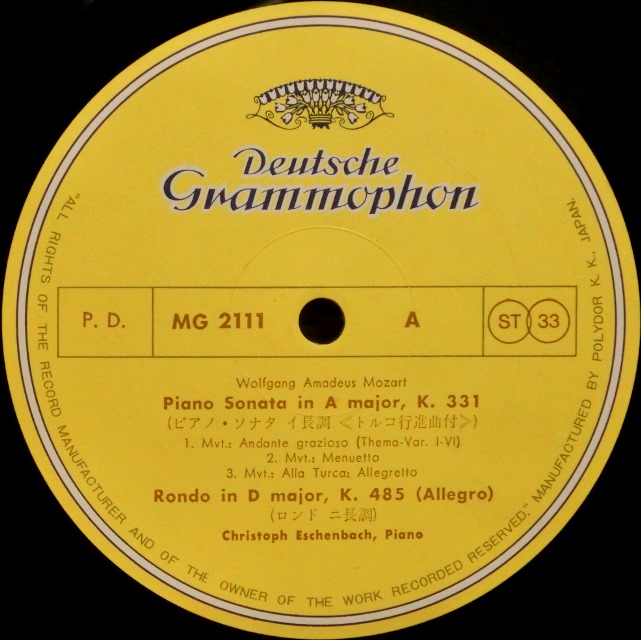 Deutsche
Grammophon
P. D.
MG 2111
A
ST 33
Wolfgang Amadeus Mozart
Piano Sonata in A major, K. 331
(ピアノ・ソナタ イ長調 ≪トルコ行進曲付≫)
1. Mvt.: Andante grazioso (Thema-Var. I-VI)
2. Mvt.: Menuetto
3. Mvt.: Alla Turca; Allegretto
Rondo in D major, K. 485 (Allegro)
(ロンド ニ長調)
Christoph Eschenbach, Piano
"ALL RIGHTS OF THE RECORD MANUFACTURER AND OF THE OWNER OF THE WORK RECORDED RESERVED." MANUFACTURED BY POLYDOR K. K., JAPAN.